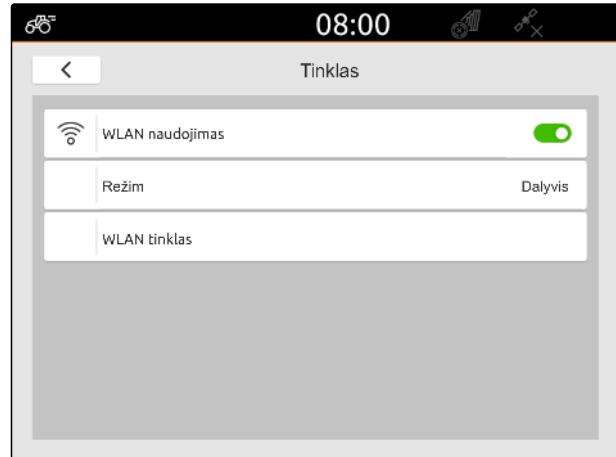 08:00
Tinklas
WLAN naudojimas
Režim
Dalyvis
WLAN tinklas